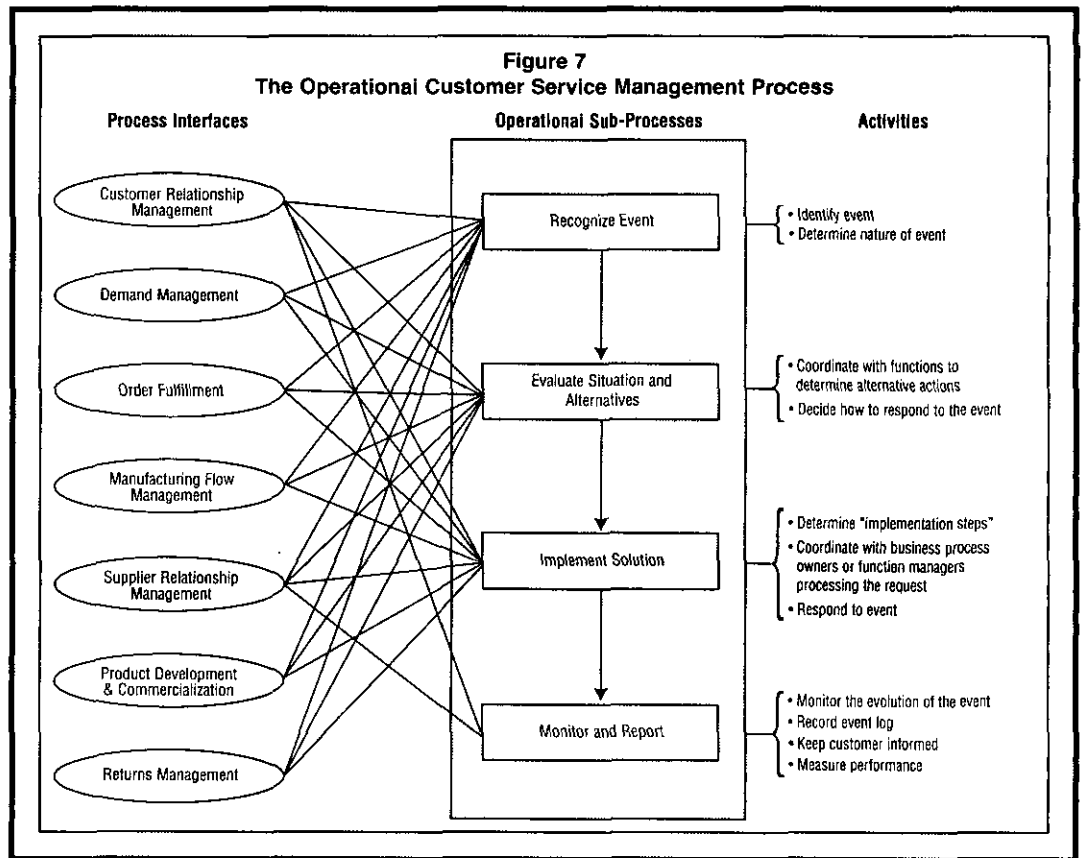 Figure 7
The Operational Customer Service Management Process
Process Interfaces
Operational Sub-Processes
Activities
Customer Relationship
Management
Demand Management
Order Fulfillment
Manufacturing Flow
Management
Supplier Relationship
Management
Product Development
& Commercialization
Returns Management
Recognize Event
Evaluate Situation and
Alternatives
Implement Solution
Monitor and Report
• Identify event
• Determine nature of event
• Coordinate with functions to
determine alternative actions
• Decide how to respond to the event
• Determine "implementation steps"
• Coordinate with business process
owners or function managers
processing the request
• Respond to event
• Monitor the evolution of the event
• Record event log
• Keep customer informed
• Measure performance